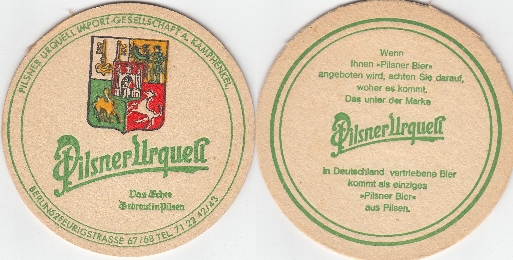 PILSNER URQUELL IMPORT-GESELLSCHAFT A. KAMPHENKEL
Pilsner Urquell
Das Echte
Gebraut in Pilsen
BERLIN 62 FEURIGSTRASSE 67/68 TEL 71 22 42/43
Wenn
Ihnen »Pilsner Bier«
angeboten wird, achten Sie darauf,
woher es kommt.
Das unter der Marke
Pilsner Urquell
in Deutschland vertriebene Bier
kommt als einziges
»Pilsner Bier«
aus Pilsen.